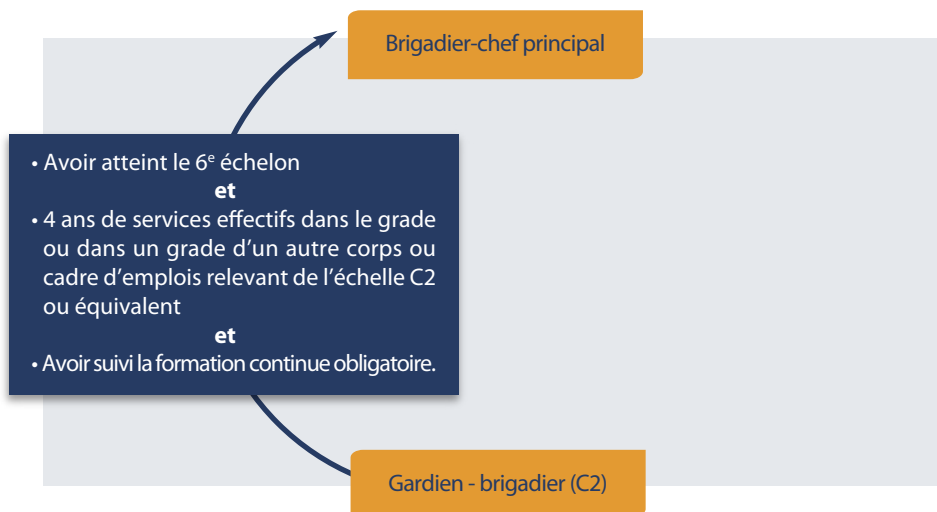 Brigadier-chef principal
• Avoir atteint le 6e échelon
et
• 4 ans de services effectifs dans le grade
ou dans un grade d’un autre corps ou
cadre d’emplois relevant de l’échelle C2
ou équivalent
et
• Avoir suivi la formation continue obligatoire.
Gardien - brigadier (C2)